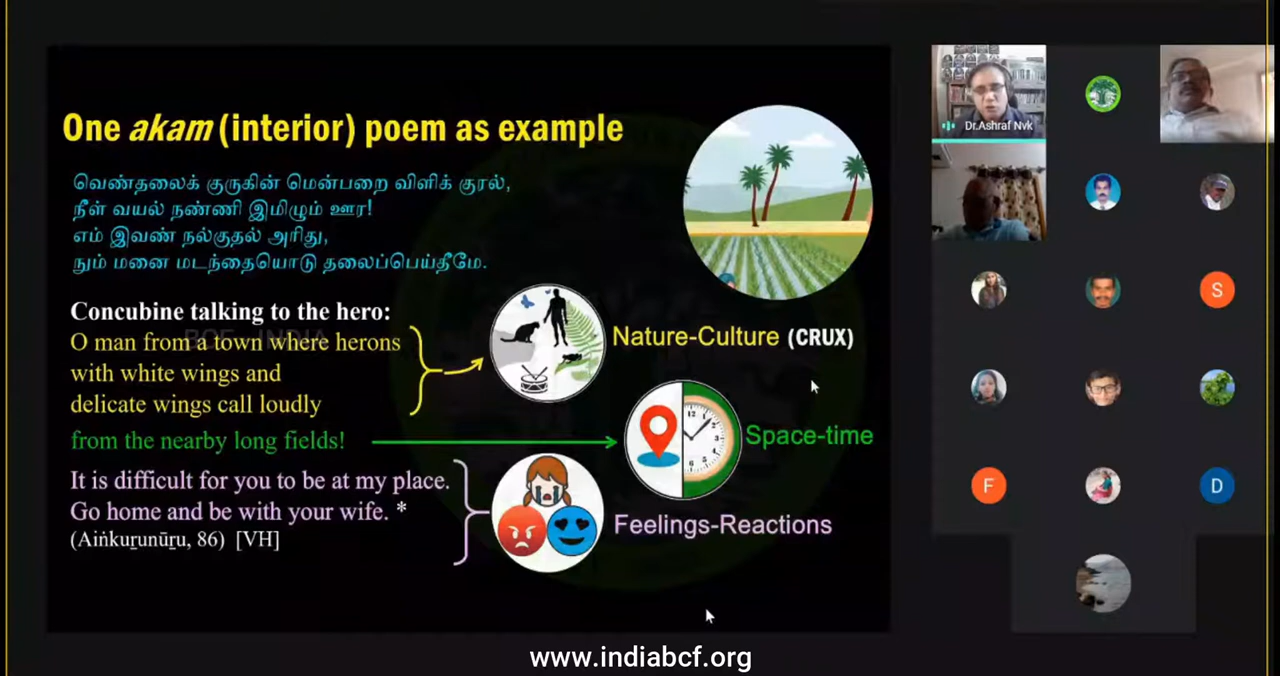 One akam (interior) poem as example
வெண்தலைக் குருகின் மென்பறை விளிக் குரல்,
நீள் வயல் நண்ணி இமிழும் ஊர!
எம் இவண் நல்குதல் அரிது,
நும் மனை மடந்தையொடு தலைப்பெய்தீமே.
Concubine talking to the hero:
O man from a town where herons
with white wings and
delicate wings call loudly
from the nearby long fields!
It is difficult for you to be at my place.
Go home and be with your wife. *
(Aiṅkuṟunūṟu, 86) [VH]
Nature-Culture (CRUX)
Space-time
Feelings-Reactions
BCF INDIA
Dr.Ashraf Nvk
S
F
D
www.indiabcf.org